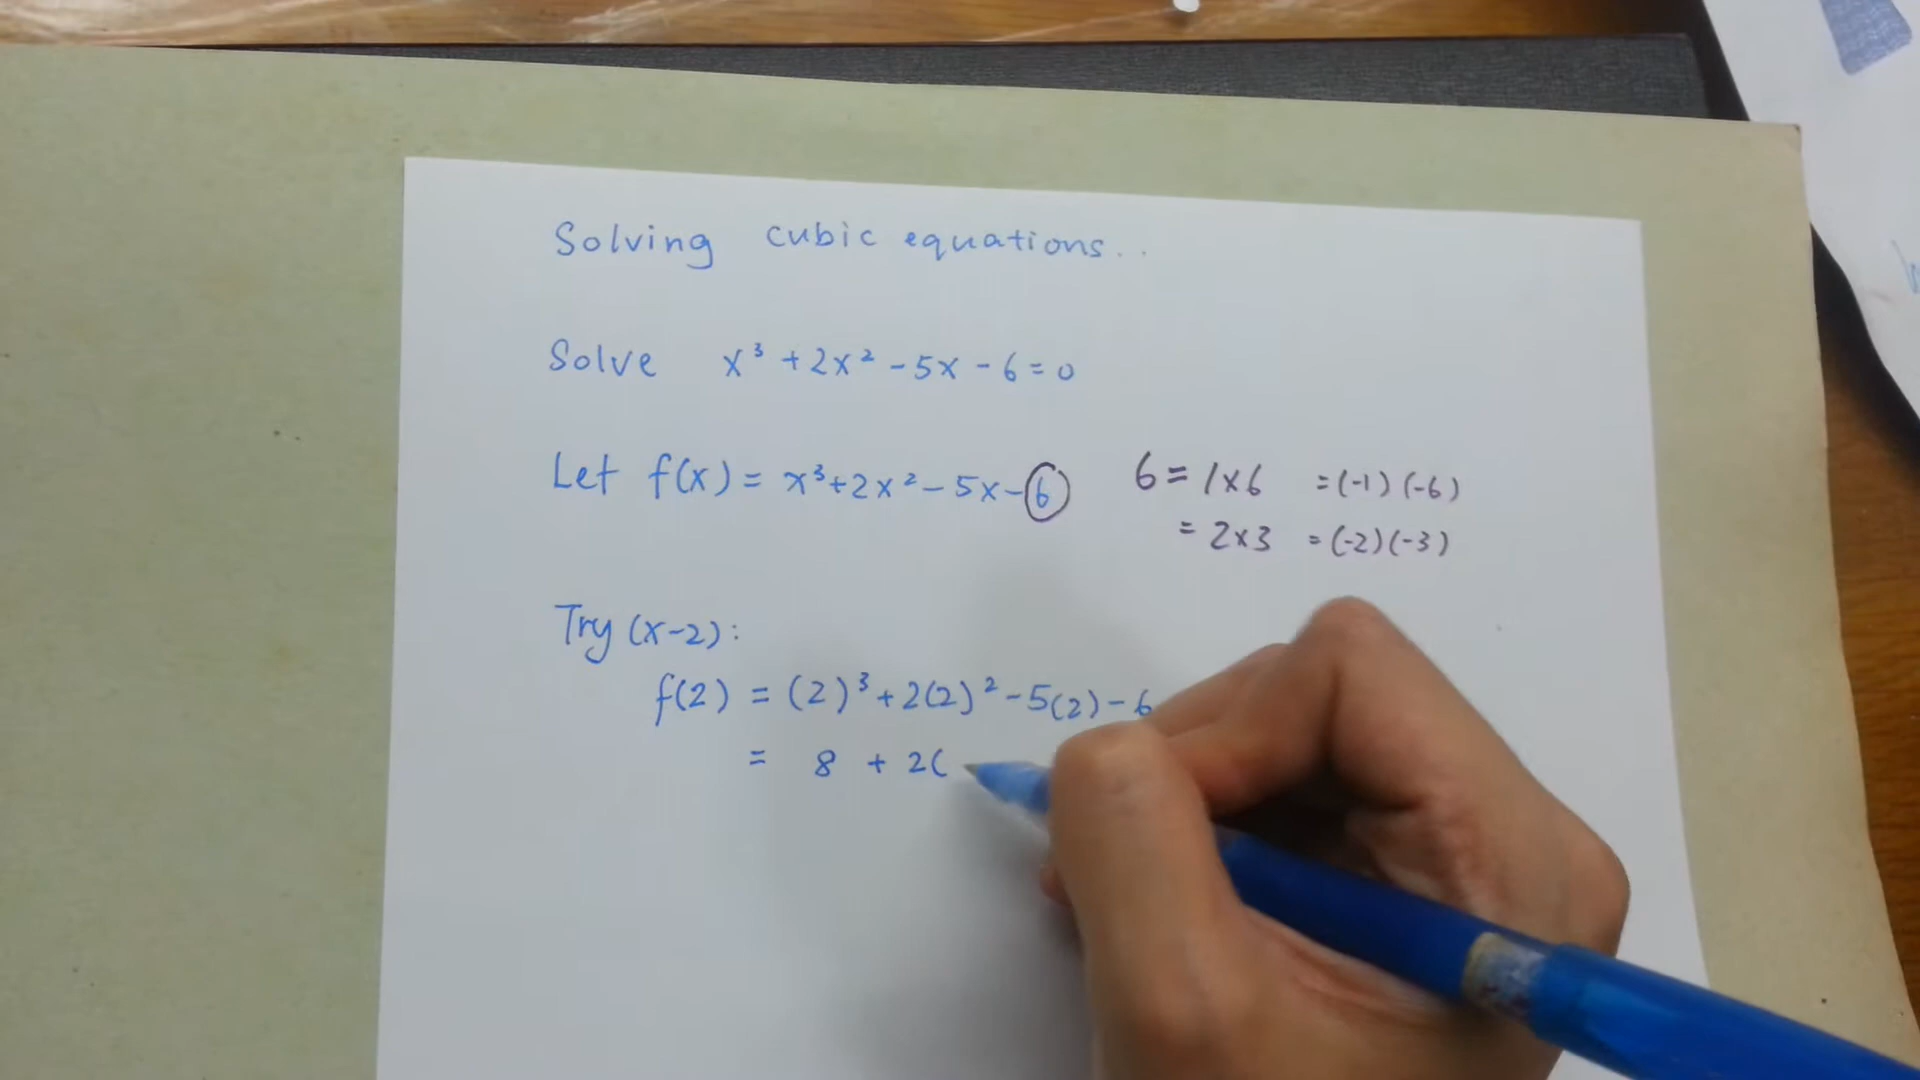 Solving cubic equations..
Solve x³ + 2x² - 5x - 6 = 0
Let f(x) = x³ + 2x² - 5x - 6
6 = 1x6 = (-1)(-6)
= 2x3 = (-2)(-3)
Try (x-2):
f(2) = (2)³ + 2(2)² - 5(2) - 6
= 8 + 2(